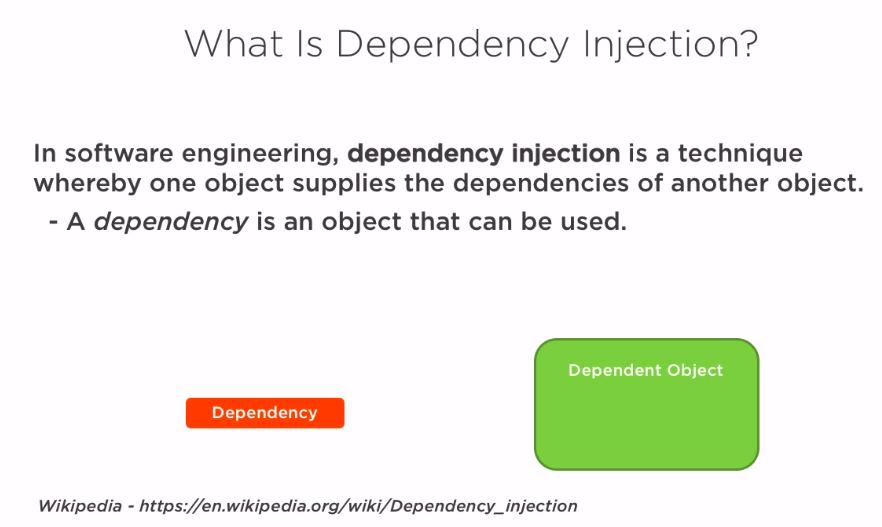 What Is Dependency Injection?
In software engineering, dependency injection is a technique
whereby one object supplies the dependencies of another object.
- A dependency is an object that can be used.
Dependent Object
Dependency
Wikipedia - https://en.wikipedia.org/wiki/Dependency_injection